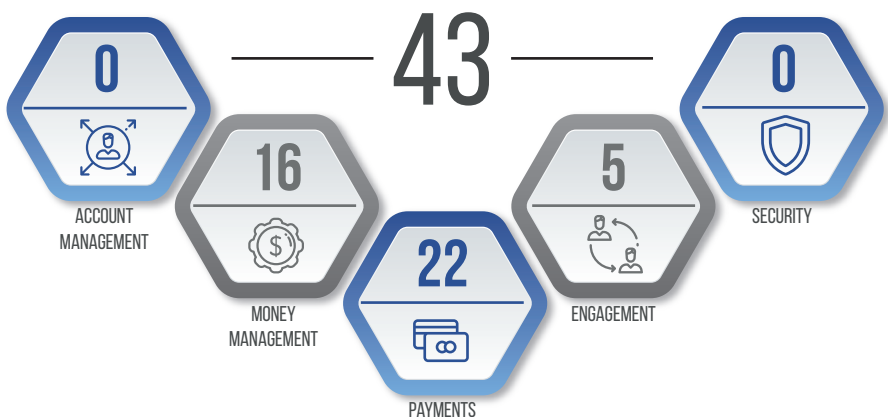 43
0
ACCOUNT
MANAGEMENT
16
$
MONEY
MANAGEMENT
22
PAYMENTS
5
ENGAGEMENT
0
SECURITY